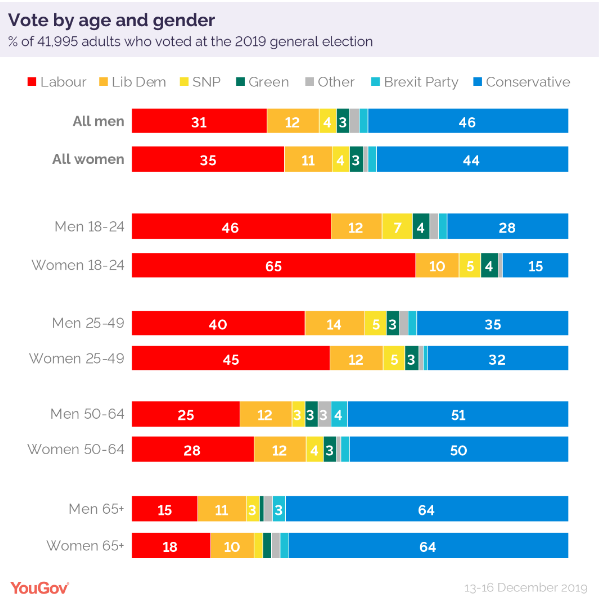 Vote by age and gender
% of 41,995 adults who voted at the 2019 general election
Labour Lib Dem SNP Green Other Brexit Party Conservative
All men 31 12 4 3 46
All women 35 11 4 3 44
Men 18-24 46 12 7 4 28
Women 18-24 65 10 5 4 15
Men 25-49 40 14 5 3 35
Women 25-49 45 12 5 3 32
Men 50-64 25 12 3 3 3 4 51
Women 50-64 28 12 4 3 50
Men 65+ 15 11 3 3 64
Women 65+ 18 10 64
YouGov 13-16 December 2019